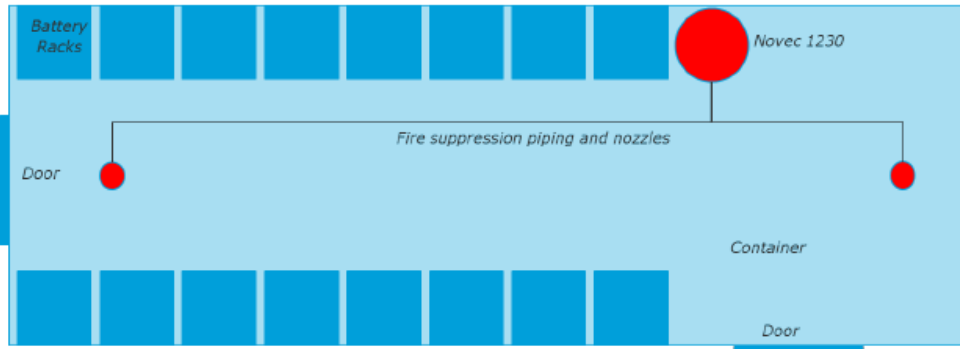 Battery
Racks
Novec 1230
Fire suppression piping and nozzles
Door
Container
Door